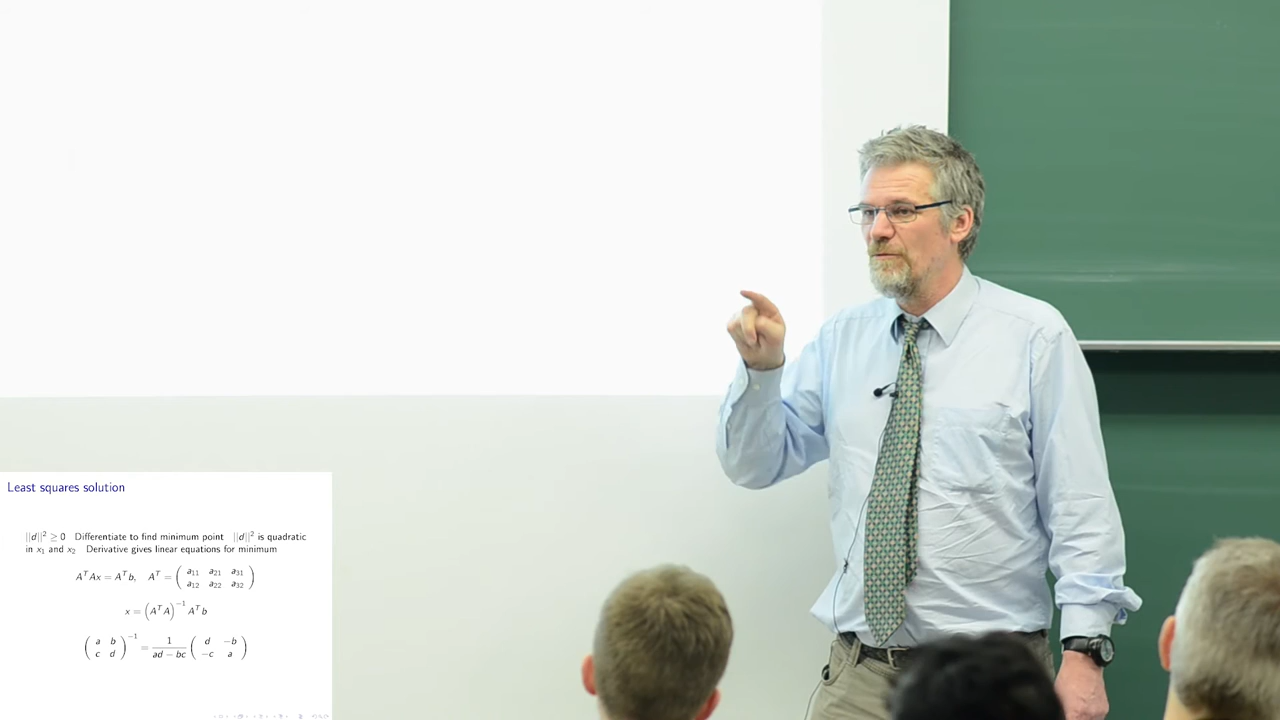 Least squares solution
||d||² ≥ 0 Differentiate to find minimum point ||d||² is quadratic
in x₁ and x₂ Derivative gives linear equations for minimum
AᵀAx = Aᵀb, Aᵀ = ( a₁₁ a₂₁ a₃₁
a₁₂ a₂₂ a₃₂ )
x = (AᵀA)⁻¹ Aᵀb
( a b
c d )⁻¹ = 1/(ad − bc) ( d −b
−c a )